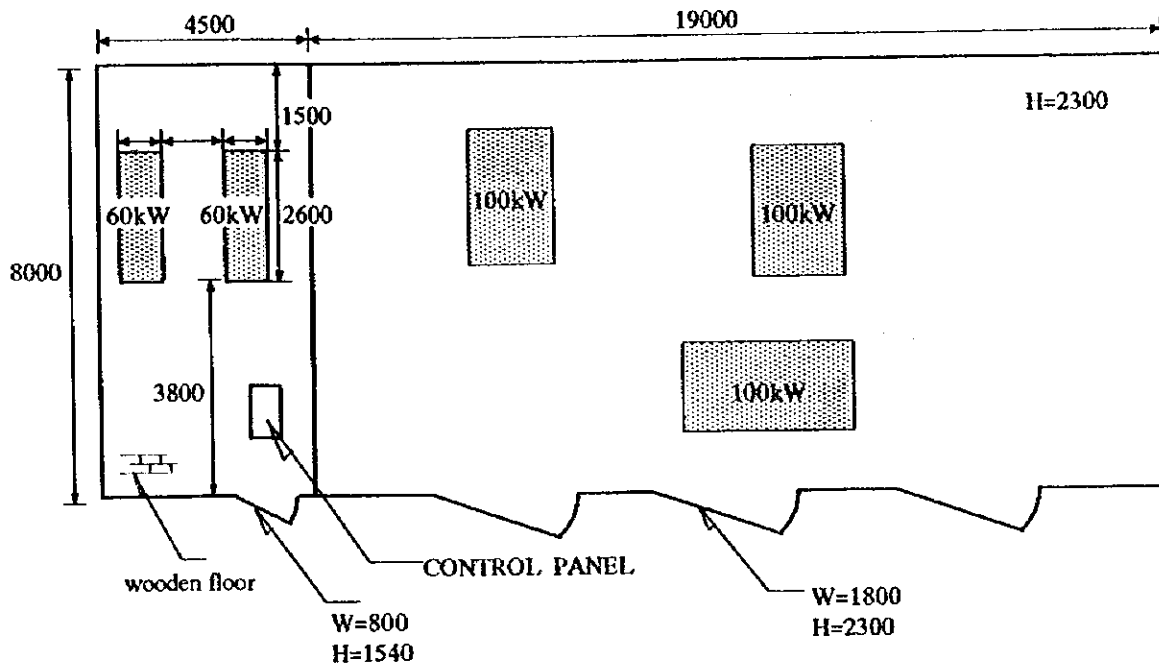 4500
19000
1500
H=2300
60kW
60kW
2600
100kW
100kW
8000
3800
100kW
wooden floor
CONTROL PANEL
W=800
H=1540
W=1800
H=2300